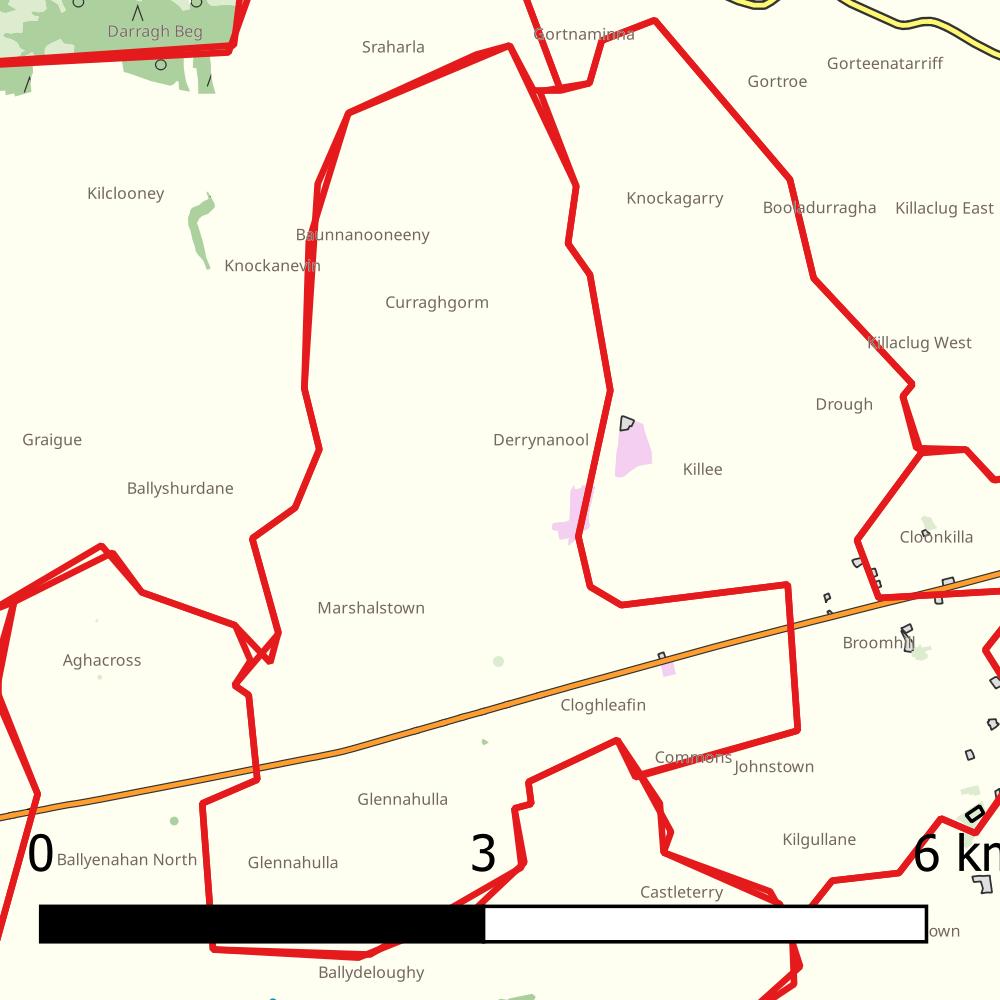 Darragh Beg
Sraharla
Gortnaminna
Gorteenatarriff
Gortroe
Kilclooney
Knockagarry
Booladurragha
Killaclug East
Baunnanooneeny
Knockanevin
Curraghgorm
Killaclug West
Drough
Graigue
Derrynanool
Killee
Ballyshurdane
Cloonkilla
Marshalstown
Broomhill
Aghacross
Cloghleafin
Commons
Johnstown
Glennahulla
Kilgullane
0
3
6 km
Ballyenahan North
Glennahulla
Castleterry
own
Ballydeloughy